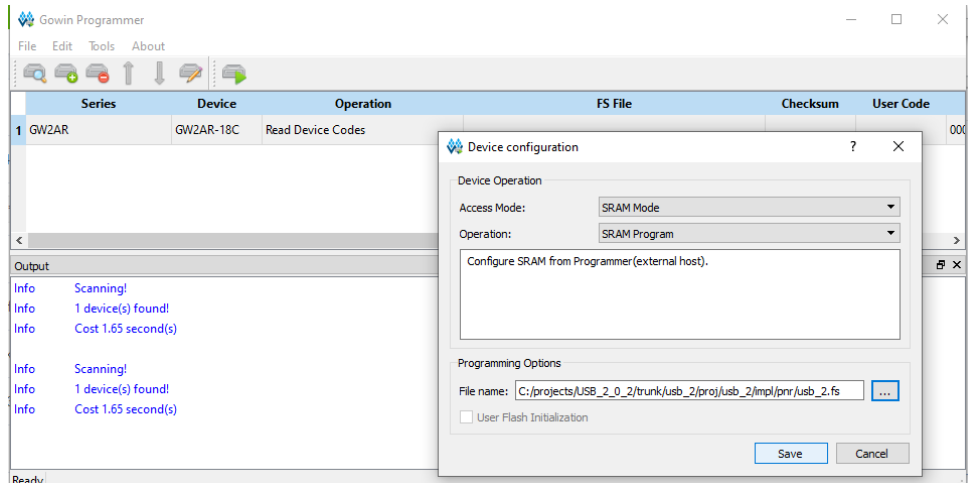 Gowin Programmer
File Edit Tools About
Series Device Operation FS File Checksum User Code
1 GW2AR GW2AR-18C Read Device Codes 000
Device configuration ?
Device Operation
Access Mode: SRAM Mode
Operation: SRAM Program
Configure SRAM from Programmer(external host).
Programming Options
File name: C:/projects/USB_2_0_2/trunk/usb_2/proj/usb_2/impl/pnr/usb_2.fs ...
User Flash Initialization
Save Cancel
Output
Info Scanning!
Info 1 device(s) found!
Info Cost 1.65 second(s)
Info Scanning!
Info 1 device(s) found!
Info Cost 1.65 second(s)
Ready